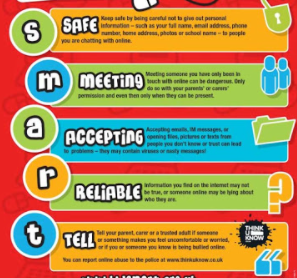 s SAFE Keep safe by being careful not to give out personal
information – such as your full name, email address, phone
number, home address, photos or school name – to people
you are chatting with online.
m MEETING Meeting someone you have only been in
touch with online can be dangerous. Only
do so with your parents' or carers'
permission and even then only when they can be present.
a ACCEPTING Accepting emails, IM messages, or
opening files, pictures or texts from
people you don't know or trust can lead
to problems – they may contain viruses or nasty messages!
r RELIABLE Information you find on the internet may not
be true, or someone online may be lying about
who they are.
t TELL Tell your parent, carer or a trusted adult if someone
or something makes you feel uncomfortable or worried,
or if you or someone you know is being bullied online.
You can report online abuse to the police at www.thinkuknow.co.uk
THINK
U
KNOW